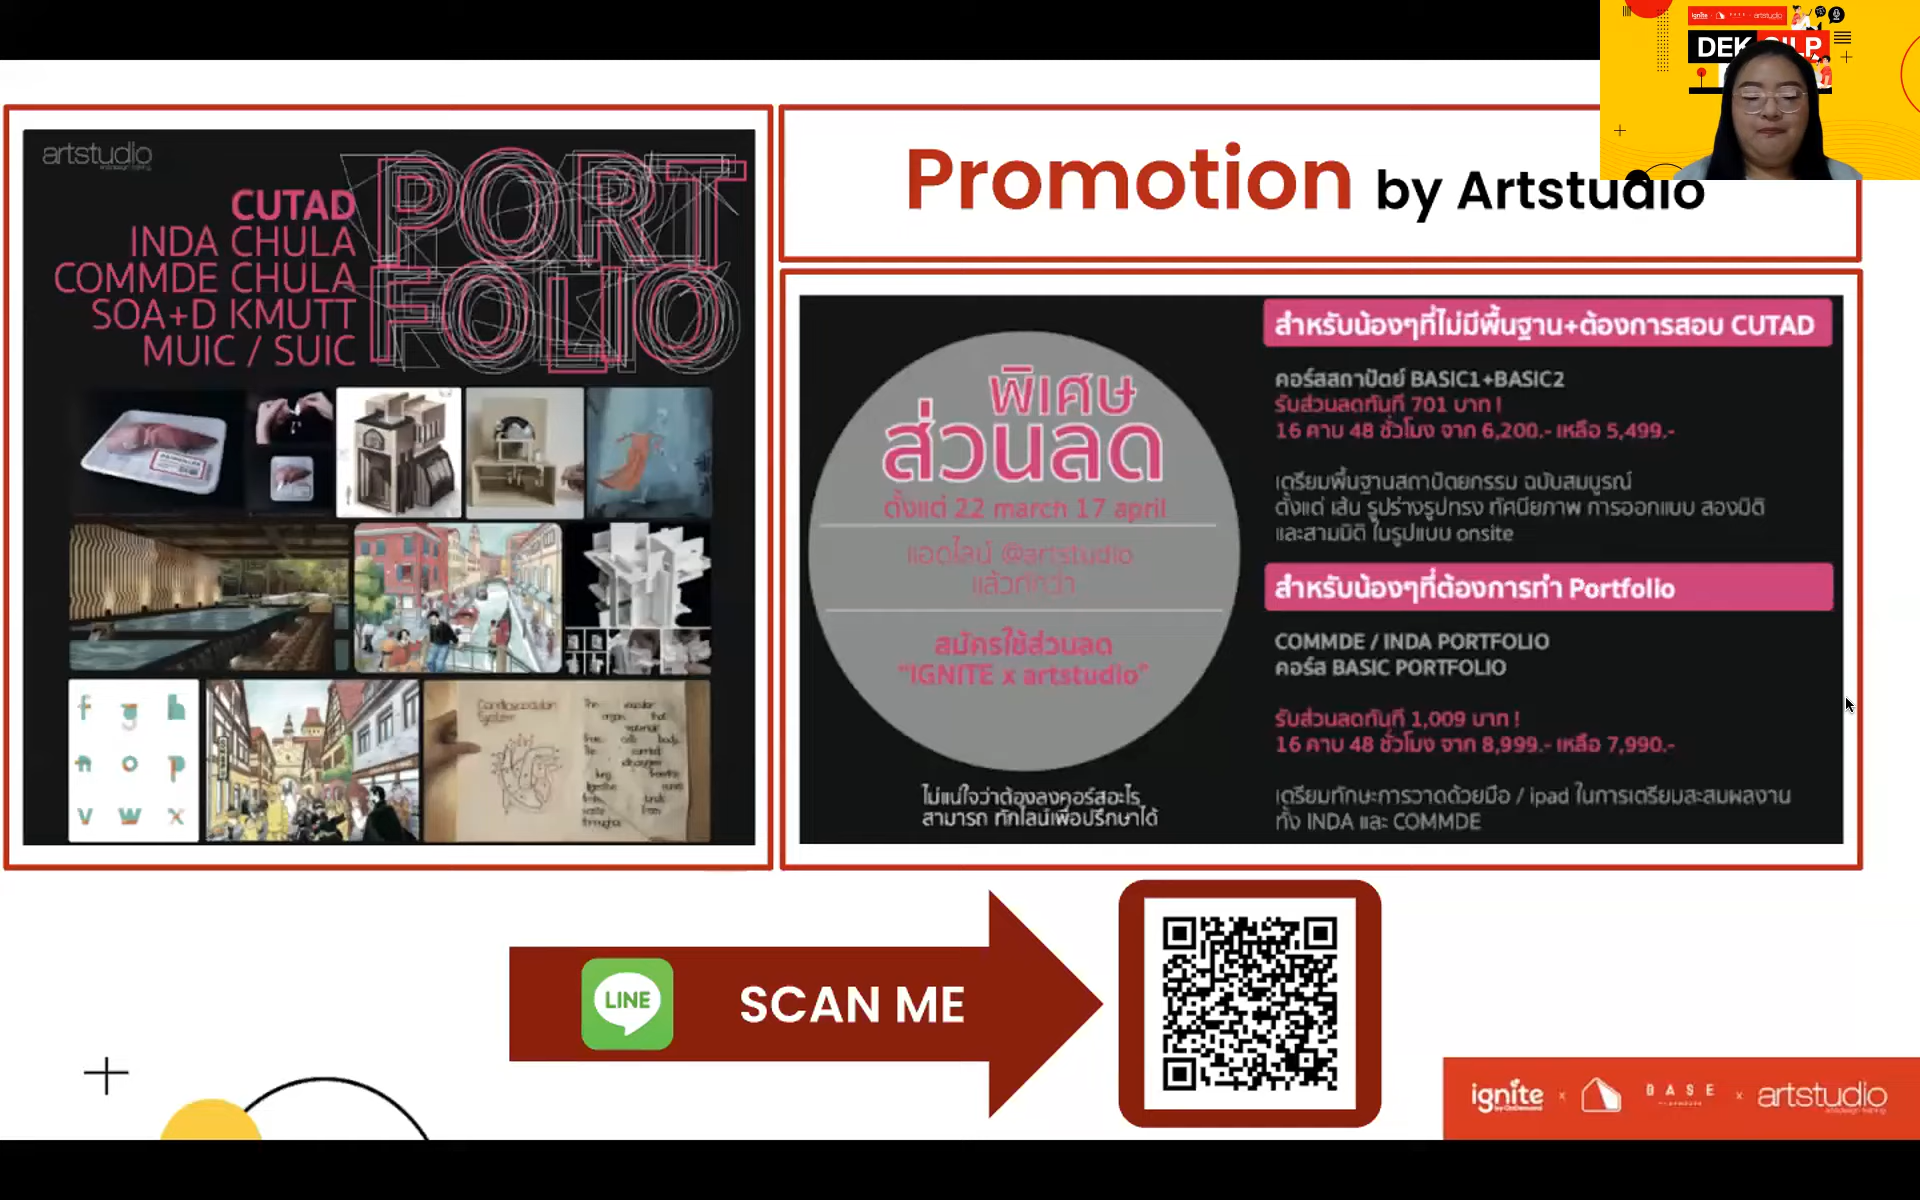 artstudio
CUTAD
INDA CHULA
COMMDE CHULA
SOA+D KMUTT
MUIC / SUIC
PORT
FOLIO
f g h
n o p
v w x
Promotion by Artstudio
พิเศษ
ส่วนลด
ตั้งแต่ 22 march 17 april
แอดไลน์ @artstudio
แล้วทักว่า
สมัครใช้ส่วนลด
"IGNITE x artstudio"
ไม่แน่ใจว่าต้องลงคอร์สอะไร
สามารถ ทักไลน์เพื่อปรึกษาได้
สำหรับน้องๆที่ไม่มีพื้นฐาน+ต้องการสอบ CUTAD
คอร์สสถาปัตย์ BASIC1+BASIC2
รับส่วนลดทันที 701 บาท !
16 คาบ 48 ชั่วโมง จาก 6,200.- เหลือ 5,499.-
เตรียมพื้นฐานสถาปัตยกรรม ฉบับสมบูรณ์
ตั้งแต่ เส้น รูปร่างรูปทรง ทัศนียภาพ การออกแบบ สองมิติ
และสามมิติ ในรูปแบบ onsite
สำหรับน้องๆที่ต้องการทำ Portfolio
COMMDE / INDA PORTFOLIO
คอร์ส BASIC PORTFOLIO
รับส่วนลดทันที 1,009 บาท !
16 คาบ 48 ชั่วโมง จาก 8,999.- เหลือ 7,990.-
เตรียมทักษะการวาดด้วยมือ / ipad ในการเตรียมสะสมผลงาน
ทั้ง INDA และ COMMDE
LINE
SCAN ME
ignite x BASE x artstudio
by OnDemand
DEK